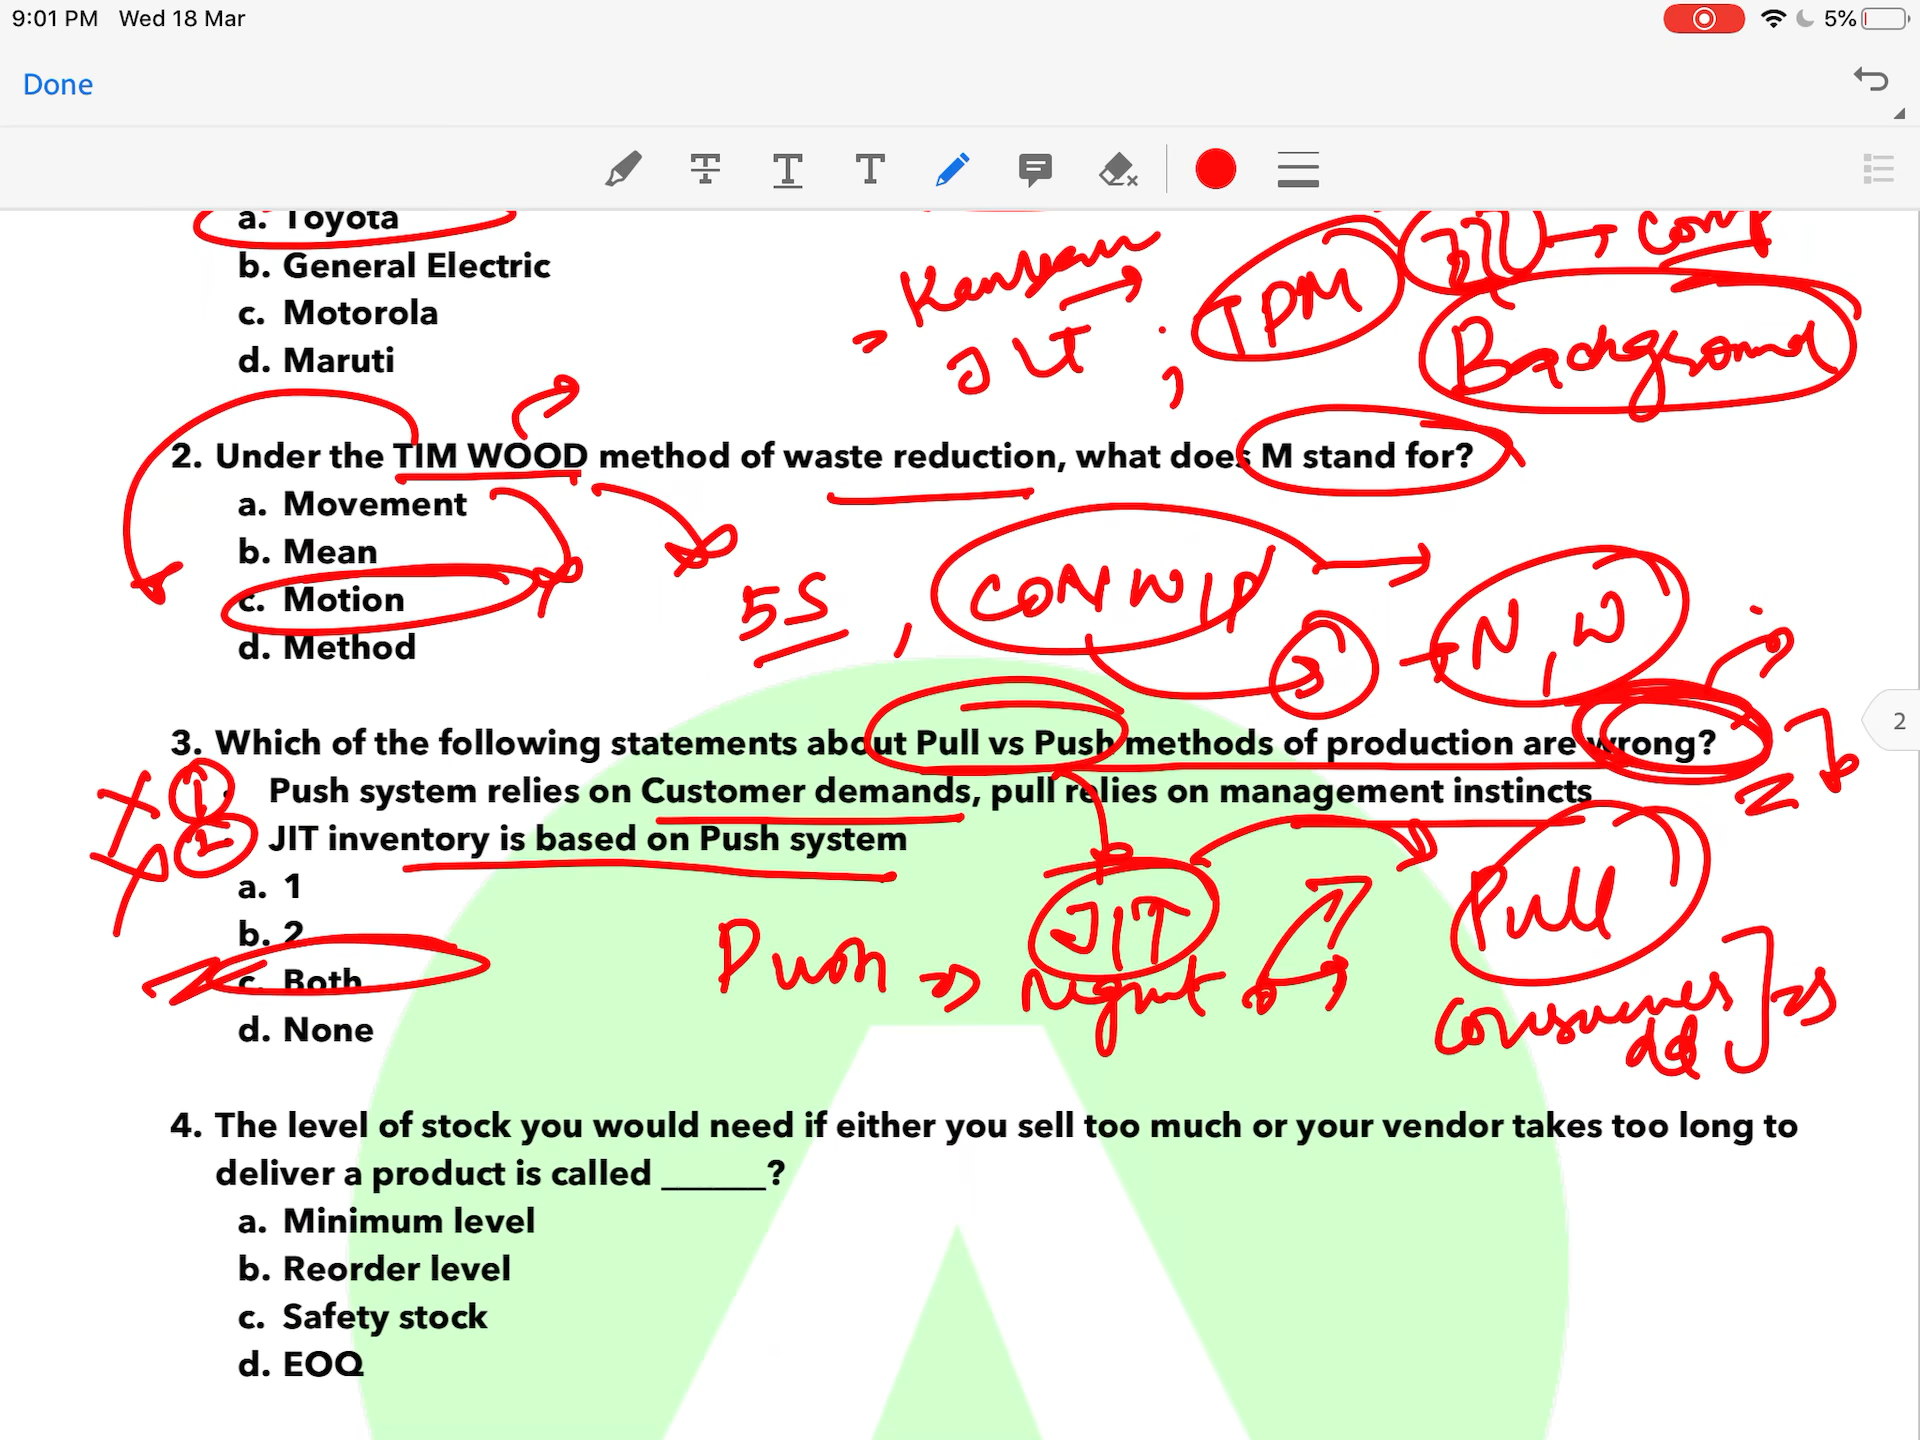 9:01 PM Wed 18 Mar
5%
Done
a. Toyota
b. General Electric
c. Motorola
d. Maruti
Kanban
JIT ;
TPM
Background
2. Under the TIM WOOD method of waste reduction, what does M stand for?
a. Movement
b. Mean
c. Motion
d. Method
5S , CONWIP
N, W
3. Which of the following statements about Pull vs Push methods of production are wrong?
2
1 Push system relies on Customer demands, pull relies on management instincts
2 JIT inventory is based on Push system
a. 1
b. 2
c. Both
d. None
Push
JIT
Mgmt
Pull
Consumer
dd
4. The level of stock you would need if either you sell too much or your vendor takes too long to
deliver a product is called ______?
a. Minimum level
b. Reorder level
c. Safety stock
d. EOQ